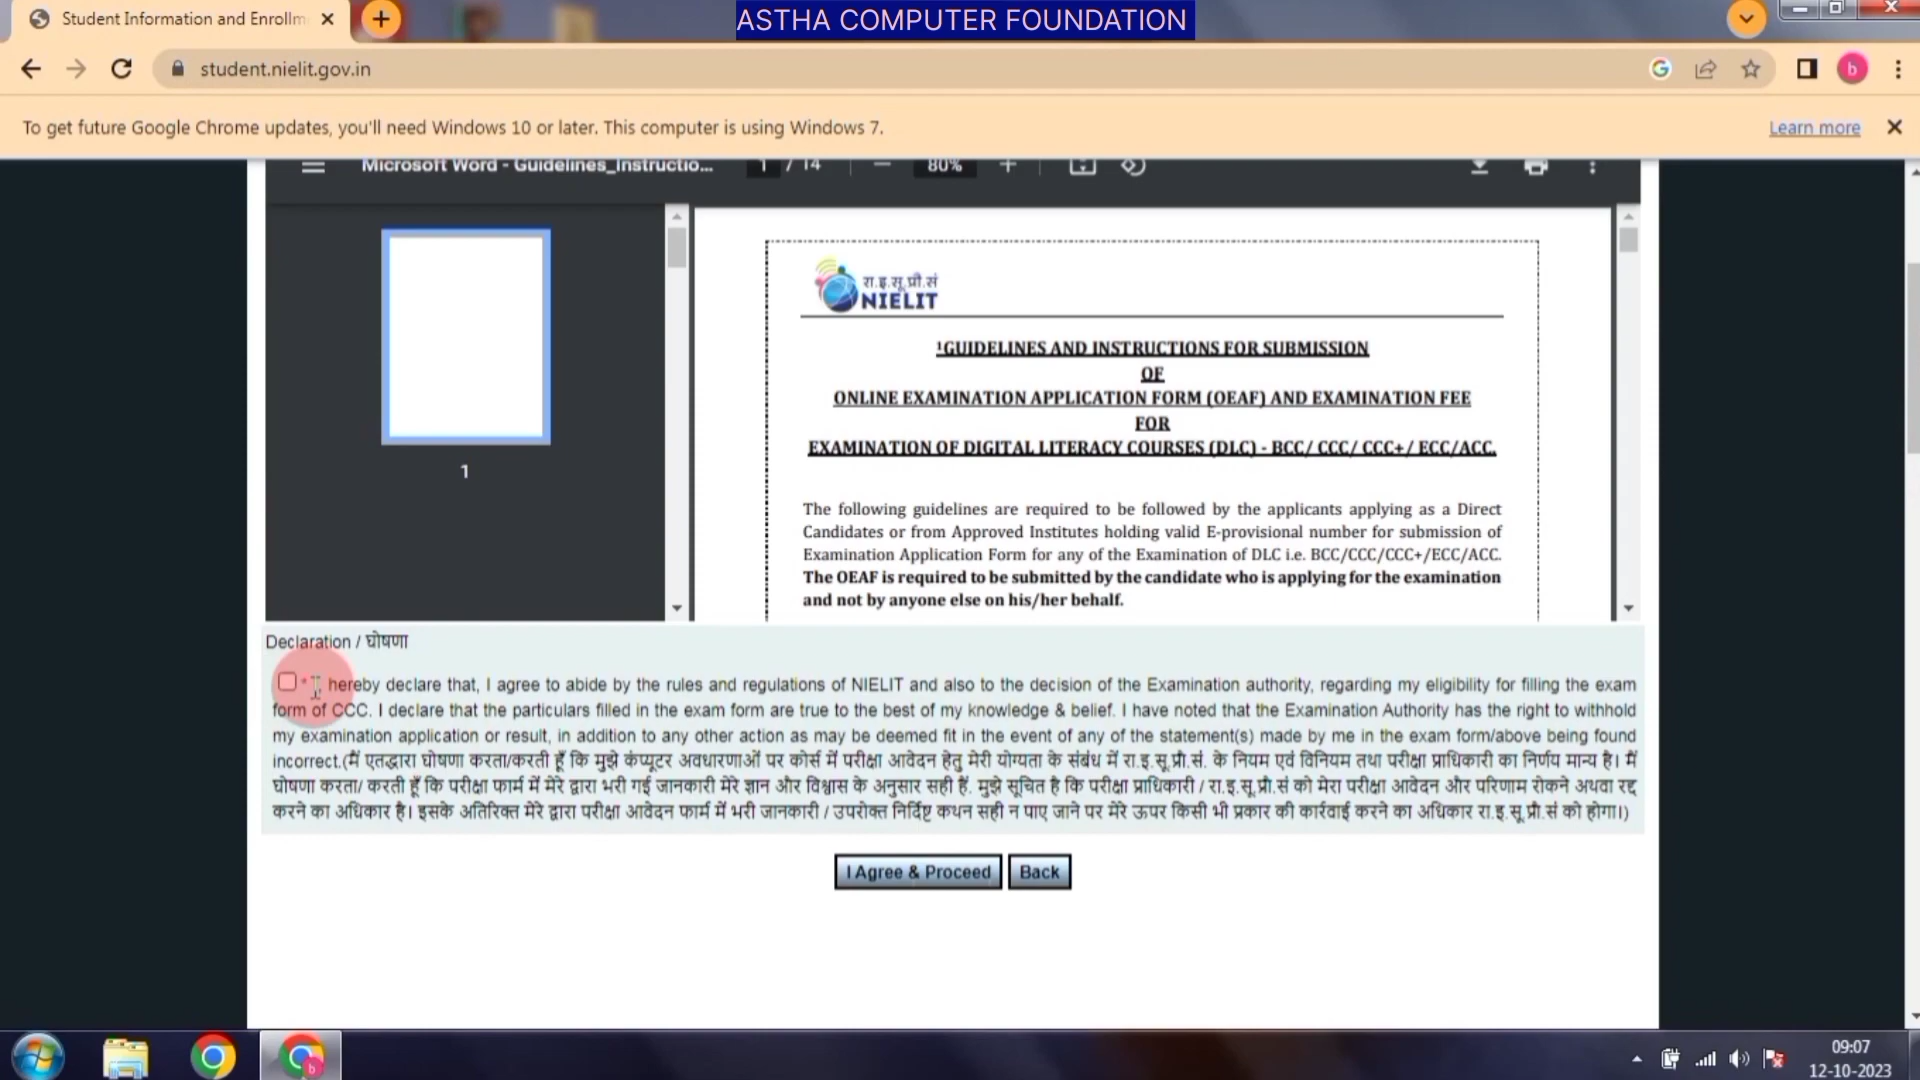 Student Information and Enrollm
ASTHA COMPUTER FOUNDATION
student.nielit.gov.in
b
To get future Google Chrome updates, you'll need Windows 10 or later. This computer is using Windows 7.
Learn more
Microsoft Word - Guidelines_Instructio...
1 / 14
80%
रा.इ.सू.प्रौ.सं
NIELIT
¹GUIDELINES AND INSTRUCTIONS FOR SUBMISSION
OF
ONLINE EXAMINATION APPLICATION FORM (OEAF) AND EXAMINATION FEE
FOR
EXAMINATION OF DIGITAL LITERACY COURSES (DLC) - BCC/ CCC/ CCC+/ ECC/ACC.
1
The following guidelines are required to be followed by the applicants applying as a Direct
Candidates or from Approved Institutes holding valid E-provisional number for submission of
Examination Application Form for any of the Examination of DLC i.e. BCC/CCC/CCC+/ECC/ACC.
The OEAF is required to be submitted by the candidate who is applying for the examination
and not by anyone else on his/her behalf.
Declaration / घोषणा
* I hereby declare that, I agree to abide by the rules and regulations of NIELIT and also to the decision of the Examination authority, regarding my eligibility for filling the exam
form of CCC. I declare that the particulars filled in the exam form are true to the best of my knowledge & belief. I have noted that the Examination Authority has the right to withhold
my examination application or result, in addition to any other action as may be deemed fit in the event of any of the statement(s) made by me in the exam form/above being found
incorrect.(मैं एतद्वारा घोषणा करता/करती हूँ कि मुझे कंप्यूटर अवधारणाओं पर कोर्स में परीक्षा आवेदन हेतु मेरी योग्यता के संबंध में रा.इ.सू.प्रौ.सं. के नियम एवं विनियम तथा परीक्षा प्राधिकारी का निर्णय मान्य है। मैं
घोषणा करता/ करती हूँ कि परीक्षा फार्म में मेरे द्वारा भरी गई जानकारी मेरे ज्ञान और विश्वास के अनुसार सही हैं. मुझे सूचित है कि परीक्षा प्राधिकारी / रा.इ.सू.प्रौ.सं को मेरा परीक्षा आवेदन और परिणाम रोकने अथवा रद्द
करने का अधिकार है। इसके अतिरिक्त मेरे द्वारा परीक्षा आवेदन फार्म में भरी जानकारी / उपरोक्त निर्दिष्ट कथन सही न पाए जाने पर मेरे ऊपर किसी भी प्रकार की कार्रवाई करने का अधिकार रा.इ.सू.प्रौ.सं को होगा।)
I Agree & Proceed
Back
09:07
12-10-2023